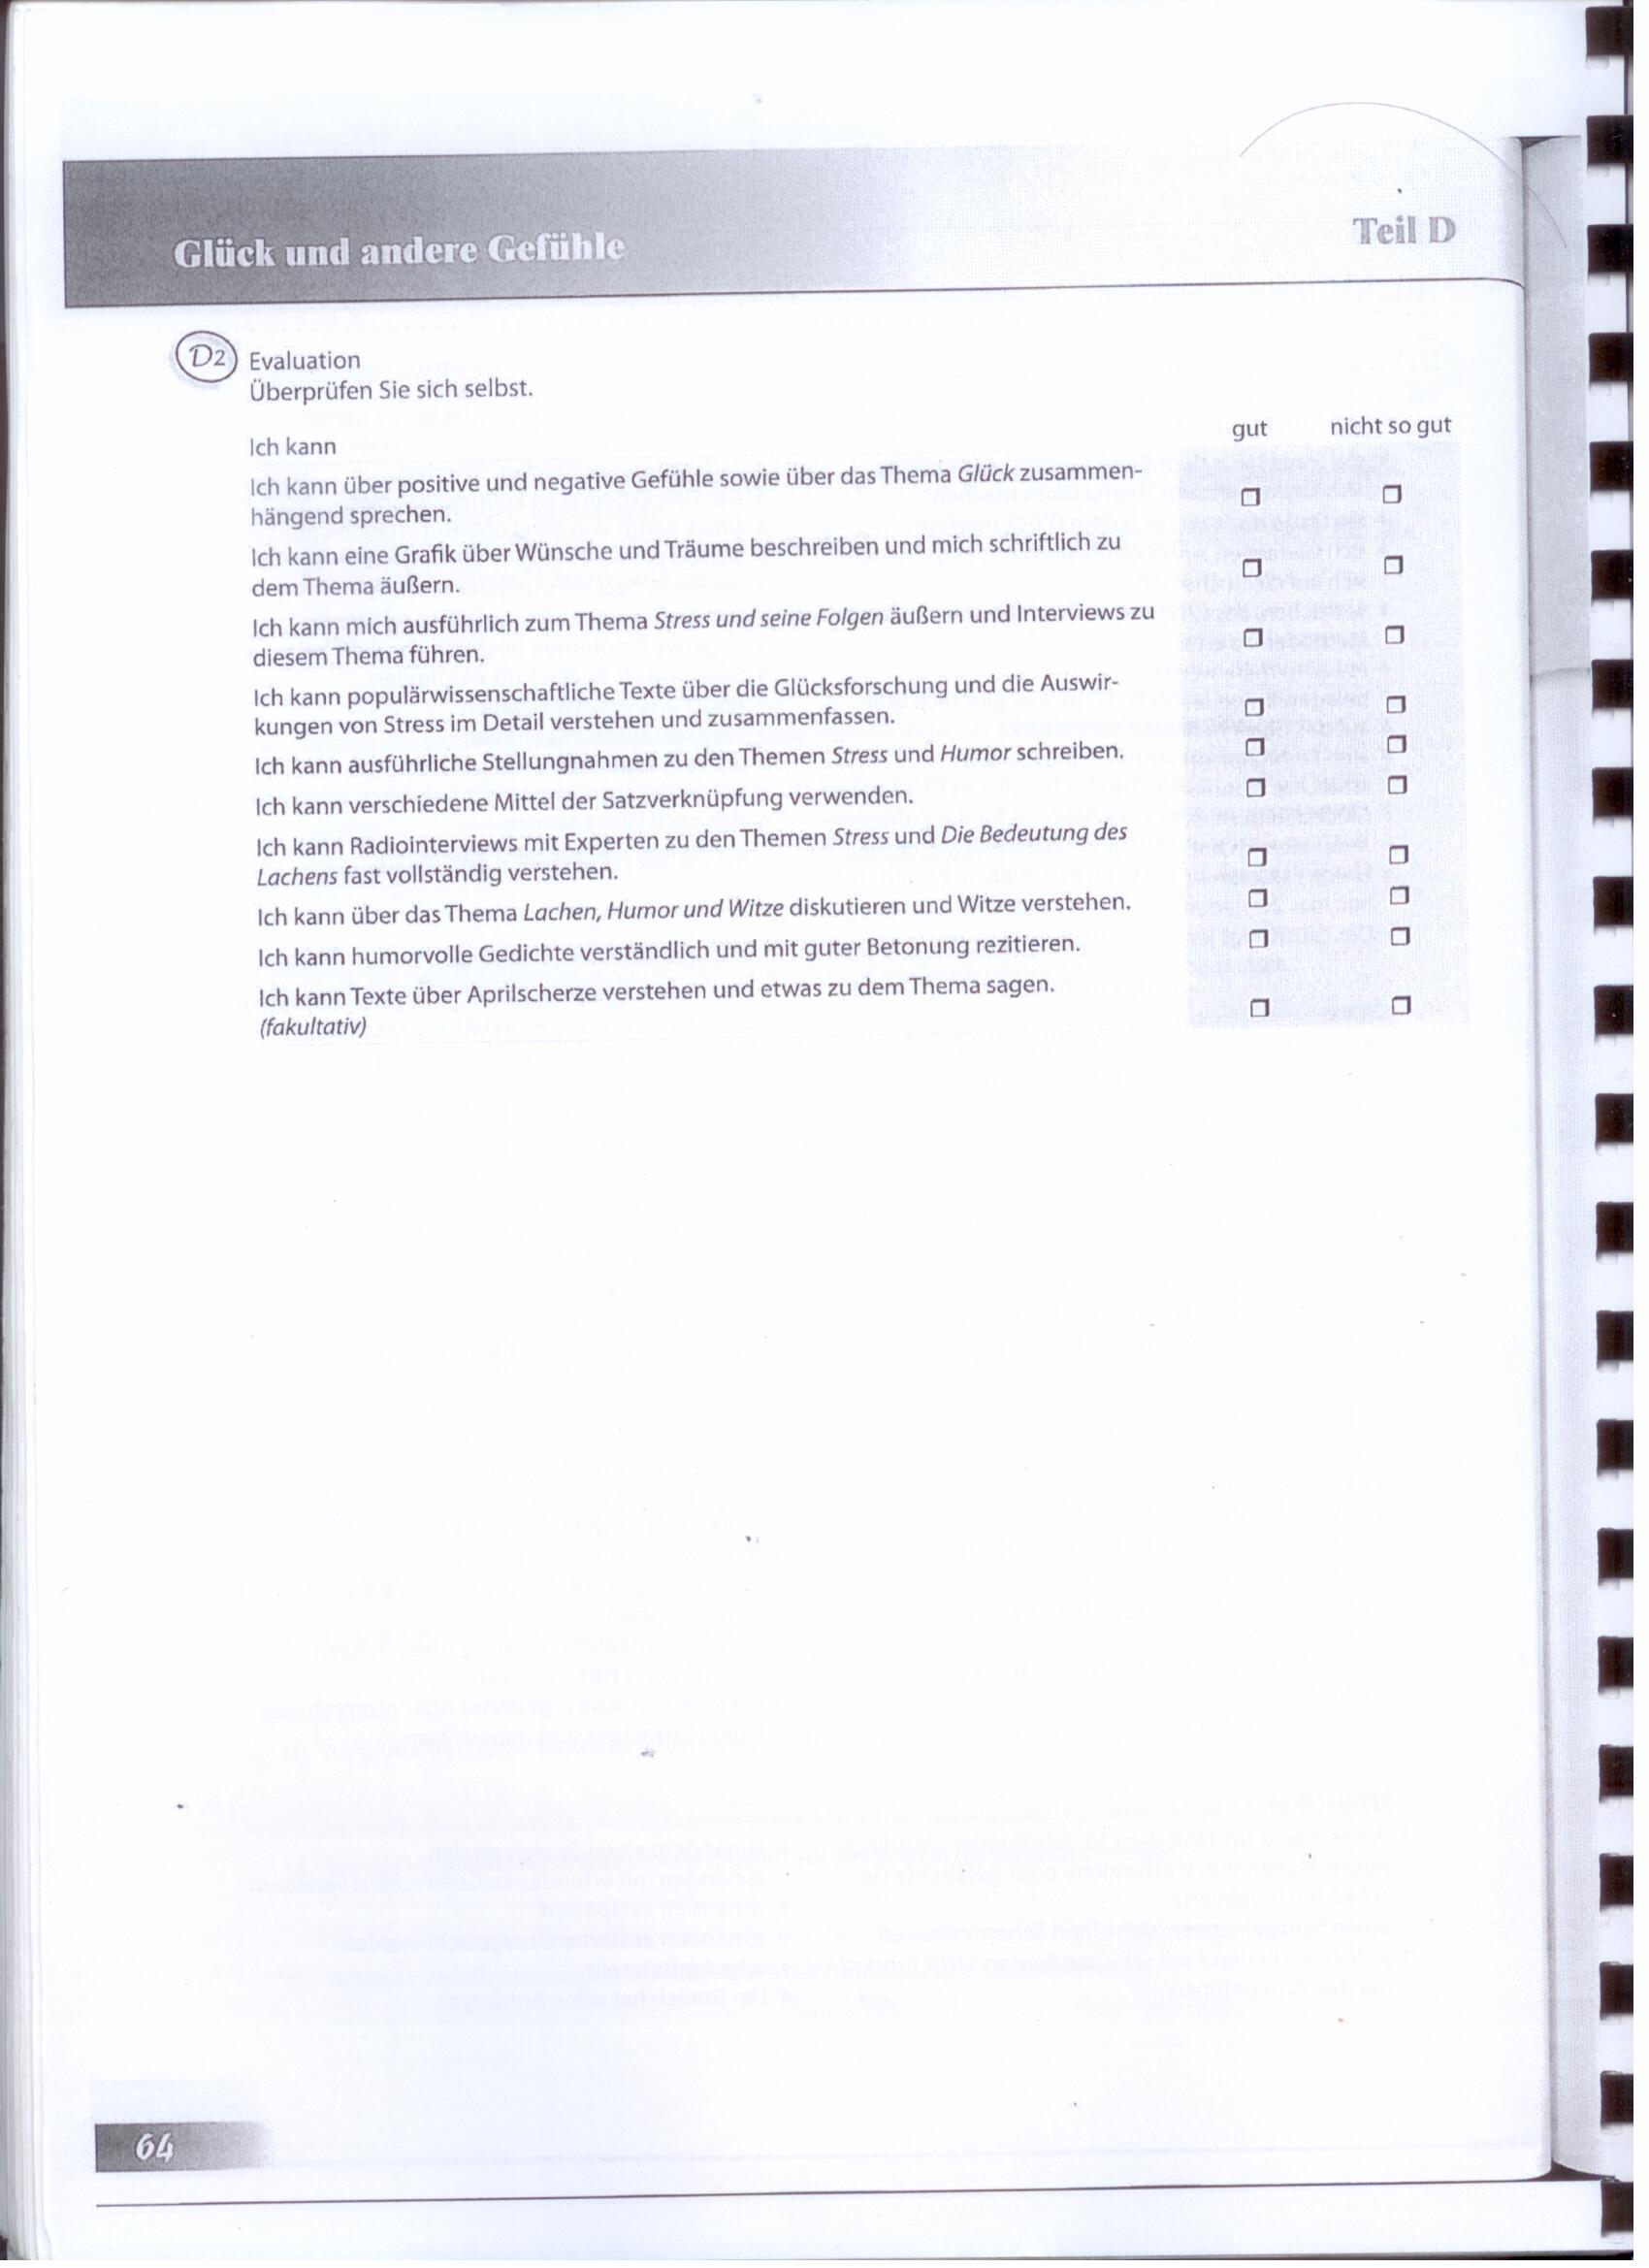 Glück und andere Gefühle
Teil D
D2 Evaluation
Überprüfen Sie sich selbst.
Ich kann gut nicht so gut
Ich kann über positive und negative Gefühle sowie über das Thema Glück zusammen-
hängend sprechen.
Ich kann eine Grafik über Wünsche und Träume beschreiben und mich schriftlich zu
dem Thema äußern.
Ich kann mich ausführlich zum Thema Stress und seine Folgen äußern und Interviews zu
diesem Thema führen.
Ich kann populärwissenschaftliche Texte über die Glücksforschung und die Auswir-
kungen von Stress im Detail verstehen und zusammenfassen.
Ich kann ausführliche Stellungnahmen zu den Themen Stress und Humor schreiben.
Ich kann verschiedene Mittel der Satzverknüpfung verwenden.
Ich kann Radiointerviews mit Experten zu den Themen Stress und Die Bedeutung des
Lachens fast vollständig verstehen.
Ich kann über das Thema Lachen, Humor und Witze diskutieren und Witze verstehen.
Ich kann humorvolle Gedichte verständlich und mit guter Betonung rezitieren.
Ich kann Texte über Aprilscherze verstehen und etwas zu dem Thema sagen.
(fakultativ)
64